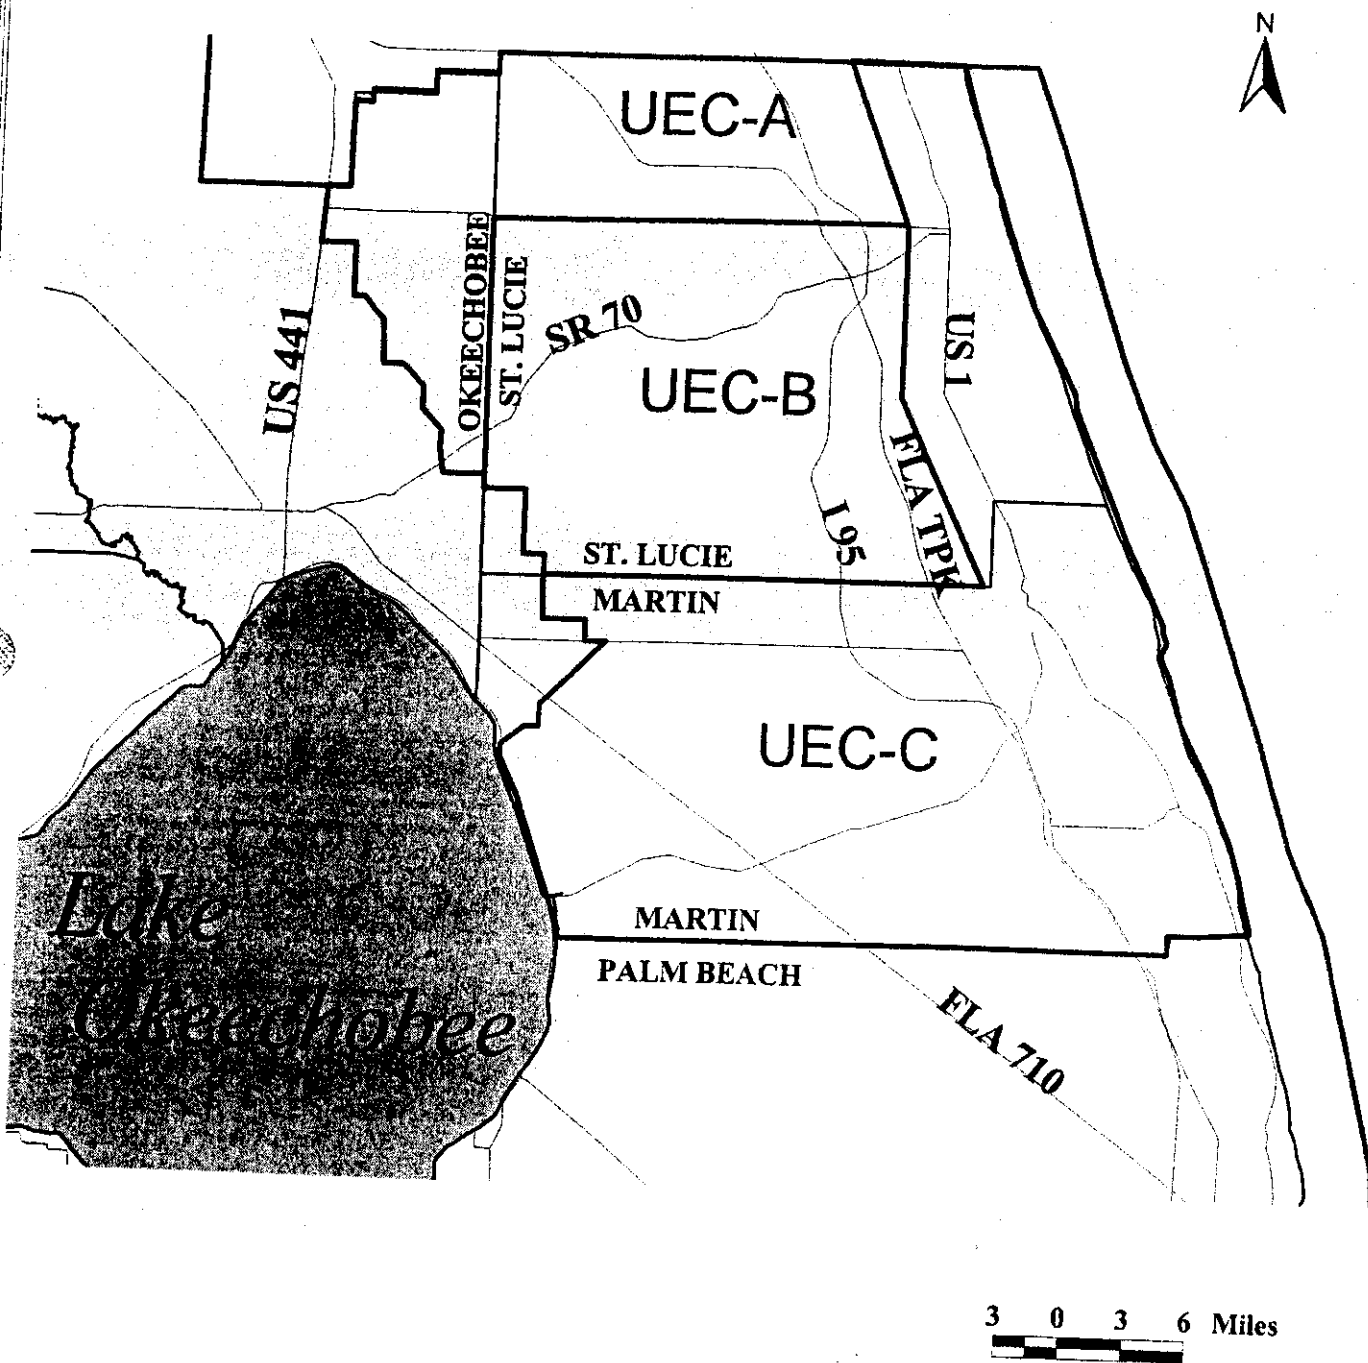 N
UEC-A
OKEECHOBEE
ST. LUCIE
SR 70
US 441
US 1
UEC-B
FLA TPK
I 95
ST. LUCIE
MARTIN
UEC-C
Lake
Okeechobee
MARTIN
PALM BEACH
FLA 710
3 0 3 6 Miles